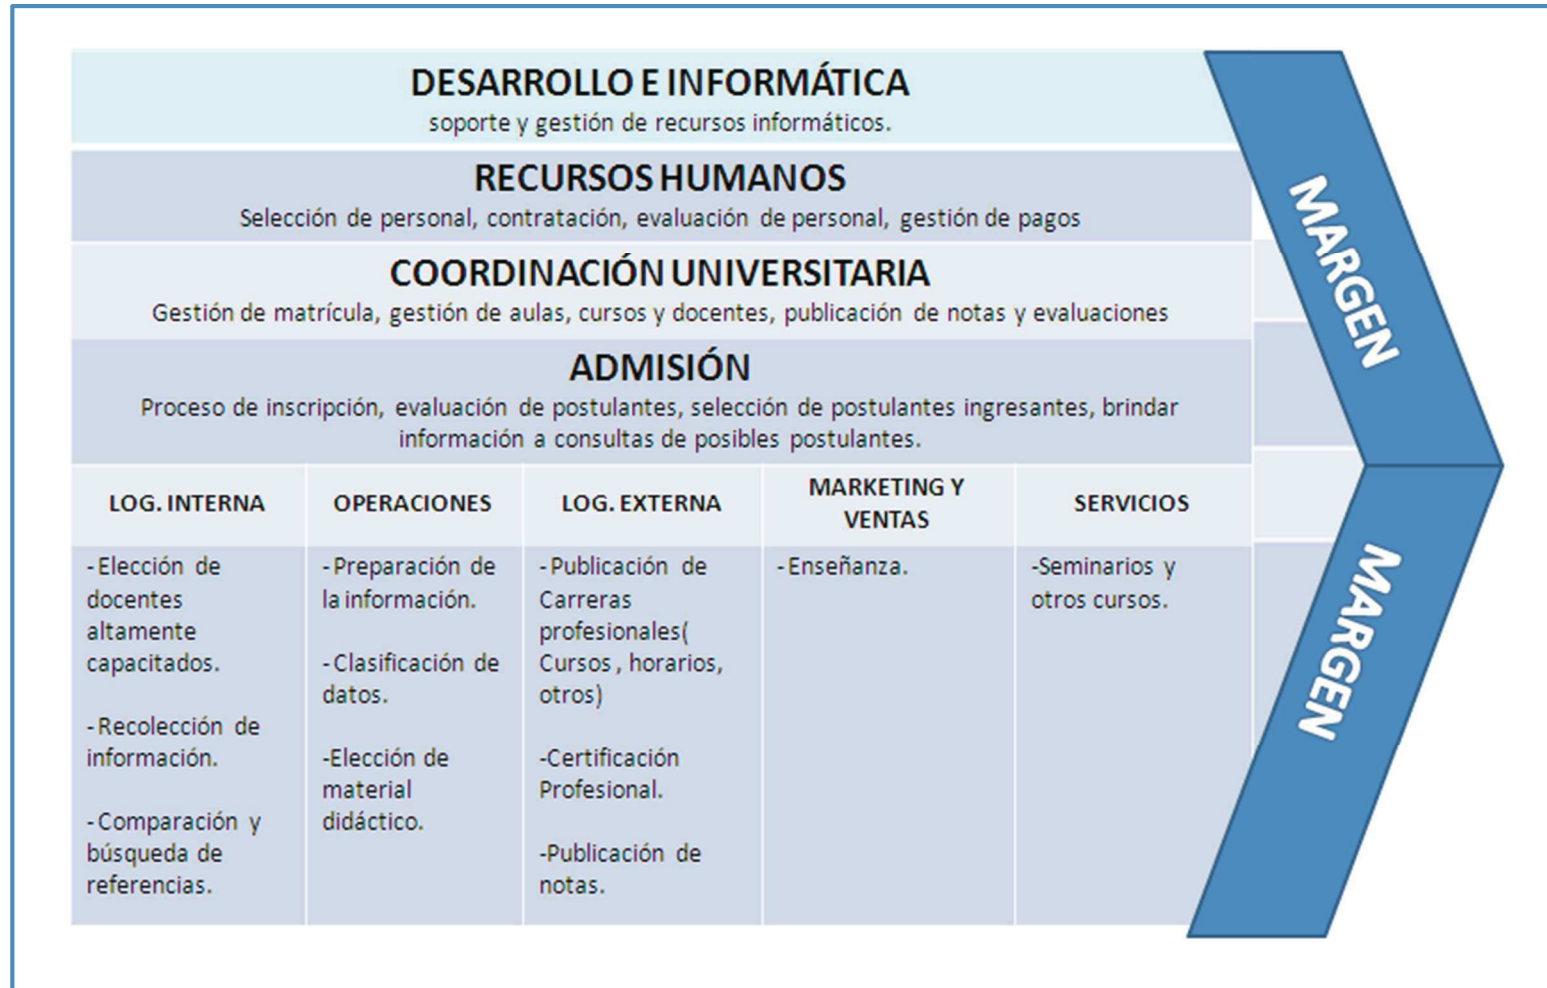 DESARROLLO E INFORMÁTICA
soporte y gestión de recursos informáticos.
RECURSOS HUMANOS
Selección de personal, contratación, evaluación de personal, gestión de pagos
COORDINACIÓN UNIVERSITARIA
Gestión de matrícula, gestión de aulas, cursos y docentes, publicación de notas y evaluaciones
ADMISIÓN
Proceso de inscripción, evaluación de postulantes, selección de postulantes ingresantes, brindar
información a consultas de posibles postulantes.
LOG. INTERNA
-Elección de
docentes
altamente
capacitados.
-Recolección de
información.
-Comparación y
búsqueda de
referencias.
OPERACIONES
-Preparación de
la información.
-Clasificación de
datos.
-Elección de
material
didáctico.
LOG. EXTERNA
-Publicación de
Carreras
profesionales(
Cursos , horarios,
otros)
-Certificación
Profesional.
-Publicación de
notas.
MARKETING Y
VENTAS
-Enseñanza.
SERVICIOS
-Seminarios y
otros cursos.
MARGEN
MARGEN